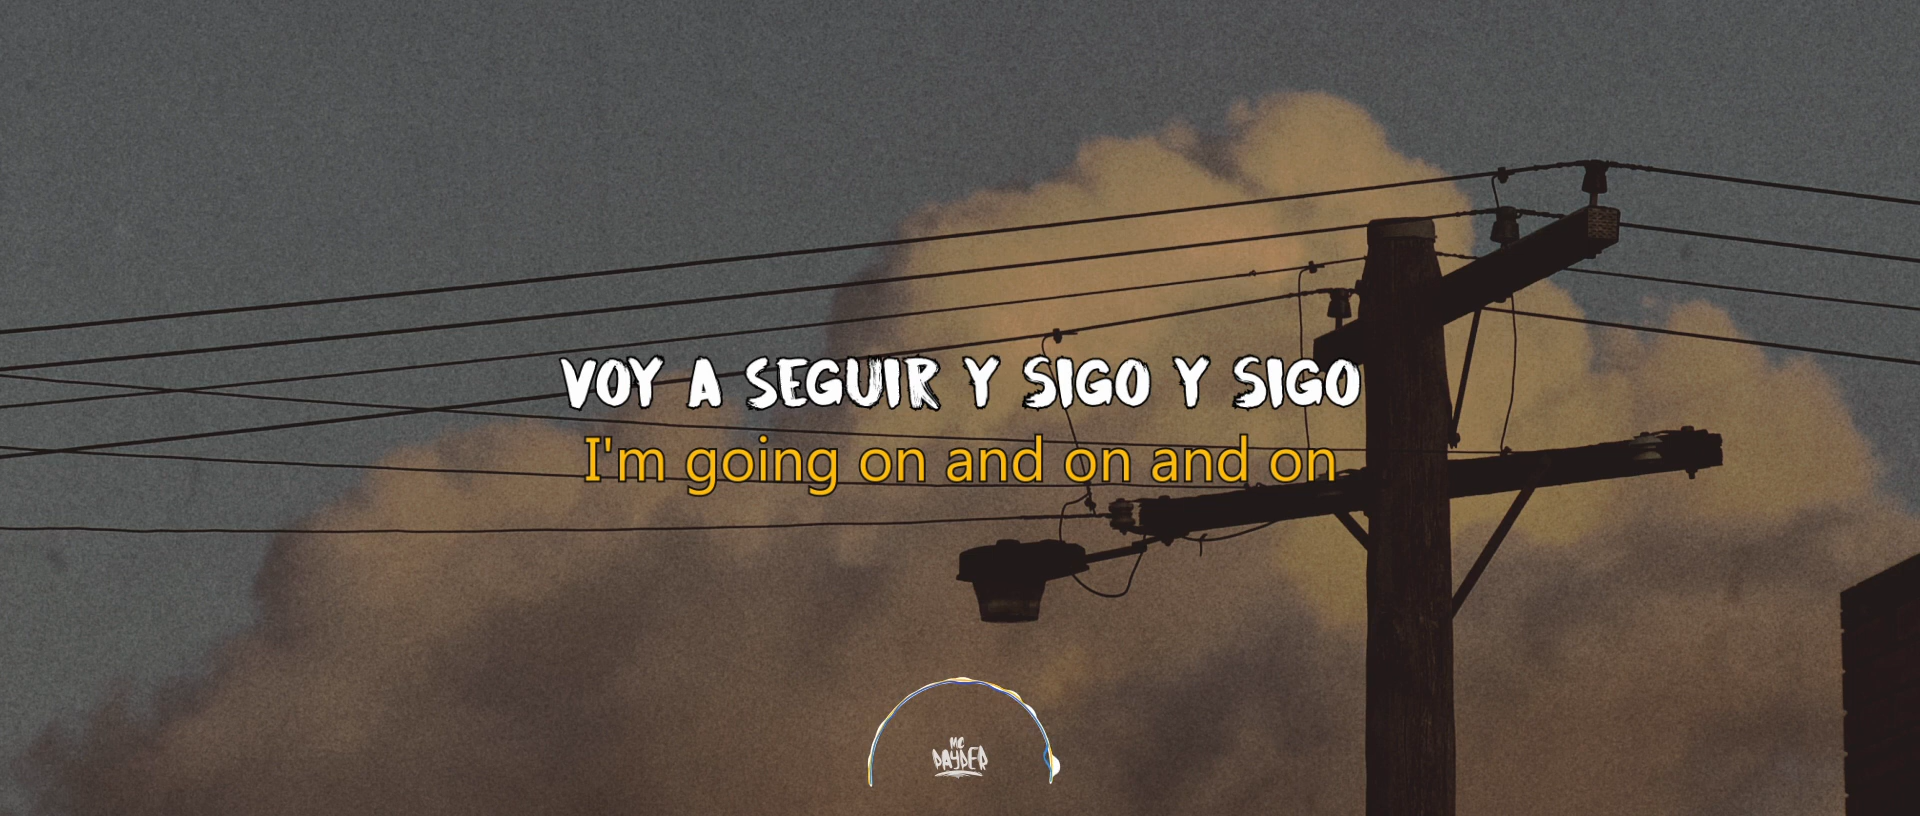 VOY A SEGUIR Y SIGO Y SIGO
I'm going on and on and on
MC
PAYDER